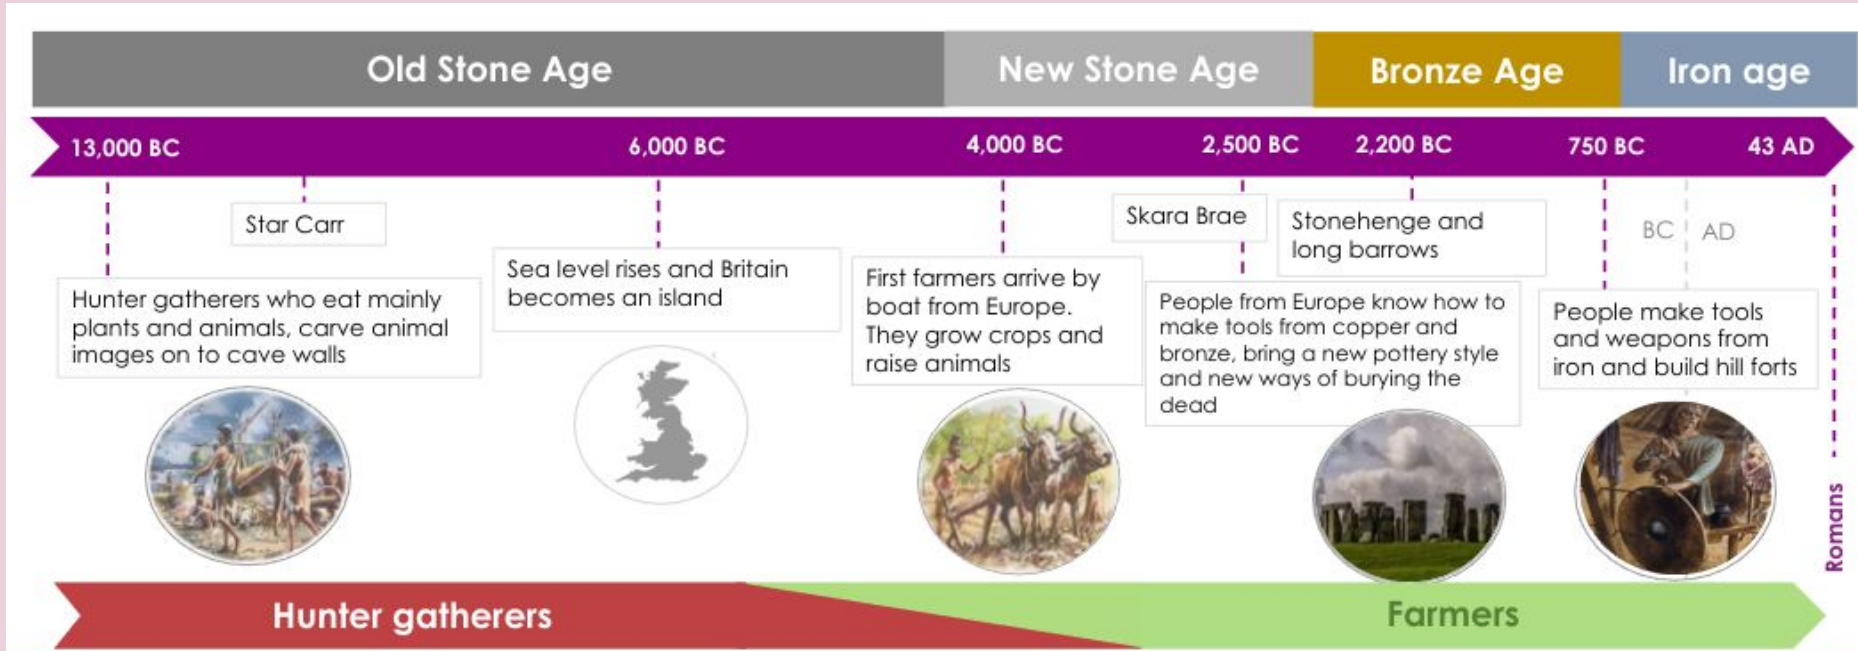 Old Stone Age
New Stone Age
Bronze Age
Iron age
13,000 BC
6,000 BC
4,000 BC
2,500 BC
2,200 BC
750 BC
43 AD
Star Carr
Hunter gatherers who eat mainly
plants and animals, carve animal
images on to cave walls
Sea level rises and Britain
becomes an island
First farmers arrive by
boat from Europe.
They grow crops and
raise animals
Skara Brae
People from Europe know how to
make tools from copper and
bronze, bring a new pottery style
and new ways of burying the
dead
Stonehenge and
long barrows
BC
AD
People make tools
and weapons from
iron and build hill forts
Romans
Hunter gatherers
Farmers